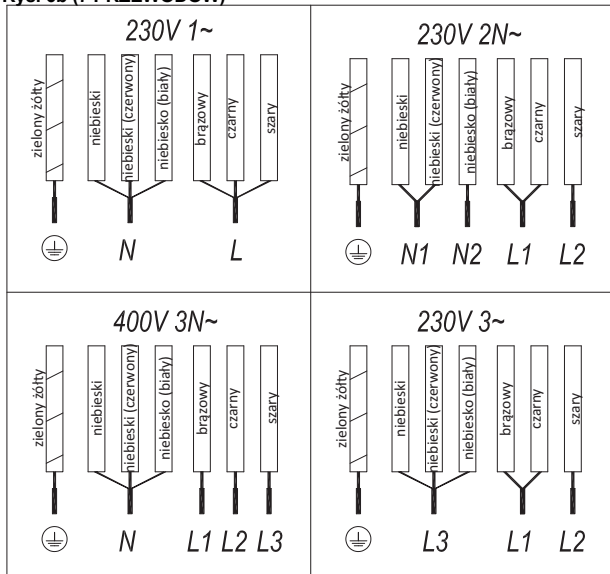 Rys. (7 PRZEWODÓW)
230V 1~
zielony żółty
niebieski
niebieski (czerwony)
niebiesko (biały)
brązowy
czarny
szary
N L
230V 2N~
zielony żółty
niebieski
niebieski (czerwony)
niebiesko (biały)
brązowy
czarny
szary
N1 N2 L1 L2
400V 3N~
zielony żółty
niebieski
niebieski (czerwony)
niebiesko (biały)
brązowy
czarny
szary
N L1 L2 L3
230V 3~
zielony żółty
niebieski
niebieski (czerwony)
niebiesko (biały)
brązowy
czarny
szary
L3 L1 L2